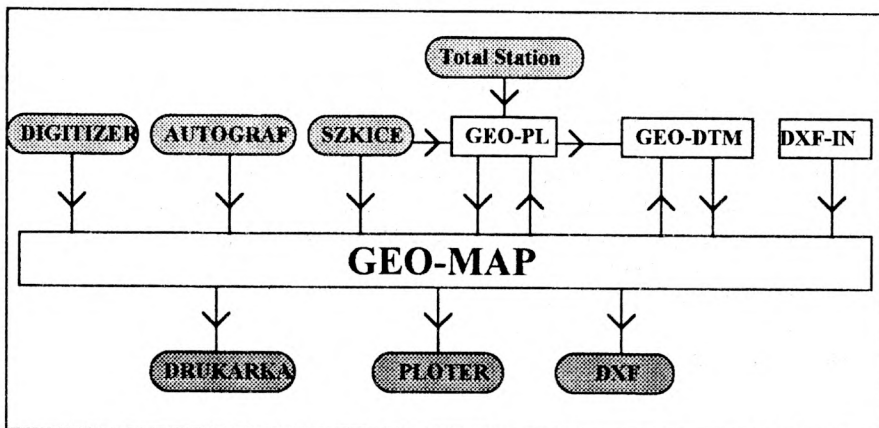 Total Station
DIGITIZER AUTOGRAF SZKICE GEO-PL GEO-DTM DXF-IN
GEO-MAP
DRUKARKA PLOTER DXF